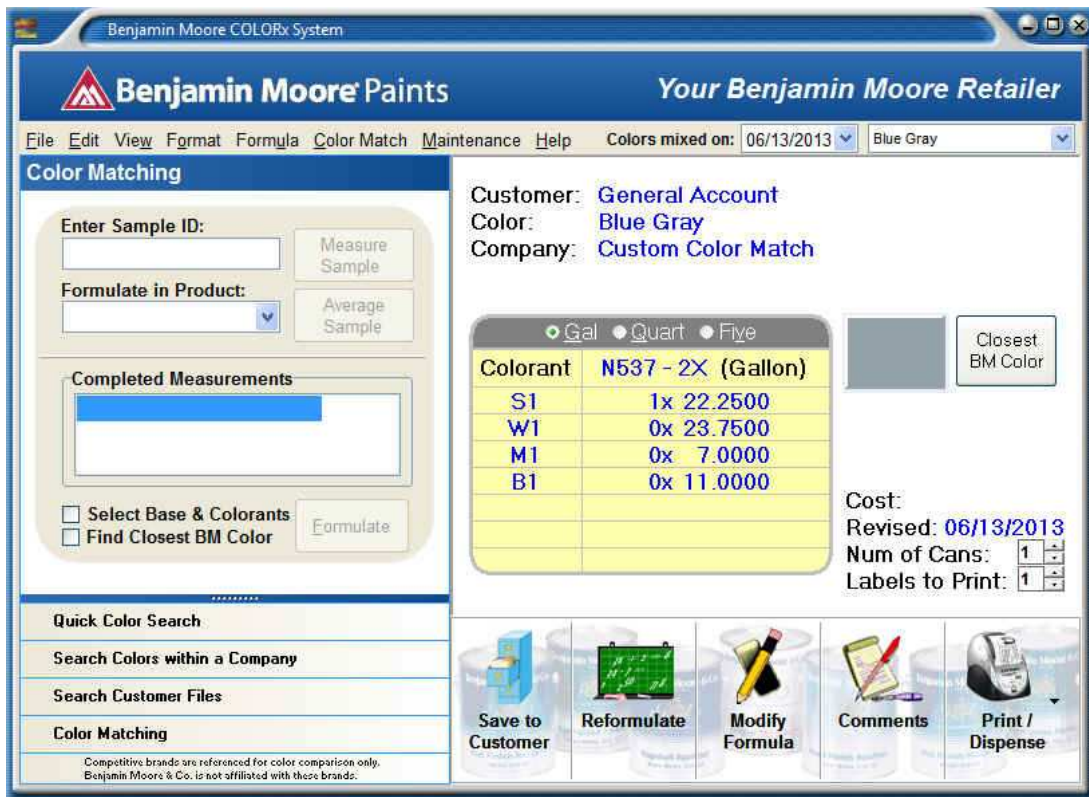 Benjamin Moore COLORx System
Benjamin Moore Paints
Your Benjamin Moore Retailer
File Edit View Format Formula Color Match Maintenance Help Colors mixed on: 06/13/2013 Blue Gray
Color Matching
Enter Sample ID:
Measure Sample
Formulate in Product:
Average Sample
Completed Measurements
Select Base & Colorants
Find Closest BM Color
Formulate
Quick Color Search
Search Colors within a Company
Search Customer Files
Color Matching
Competitive brands are referenced for color comparison only.
Benjamin Moore & Co. is not affiliated with these brands.
Customer: General Account
Color: Blue Gray
Company: Custom Color Match
Gal Quart Five
Colorant N537 - 2X (Gallon)
S1 1x 22.2500
W1 0x 23.7500
M1 0x 7.0000
B1 0x 11.0000
Closest
BM Color
Cost:
Revised: 06/13/2013
Num of Cans: 1
Labels to Print: 1
Save to
Customer
Reformulate
Modify
Formula
Comments
Print /
Dispense